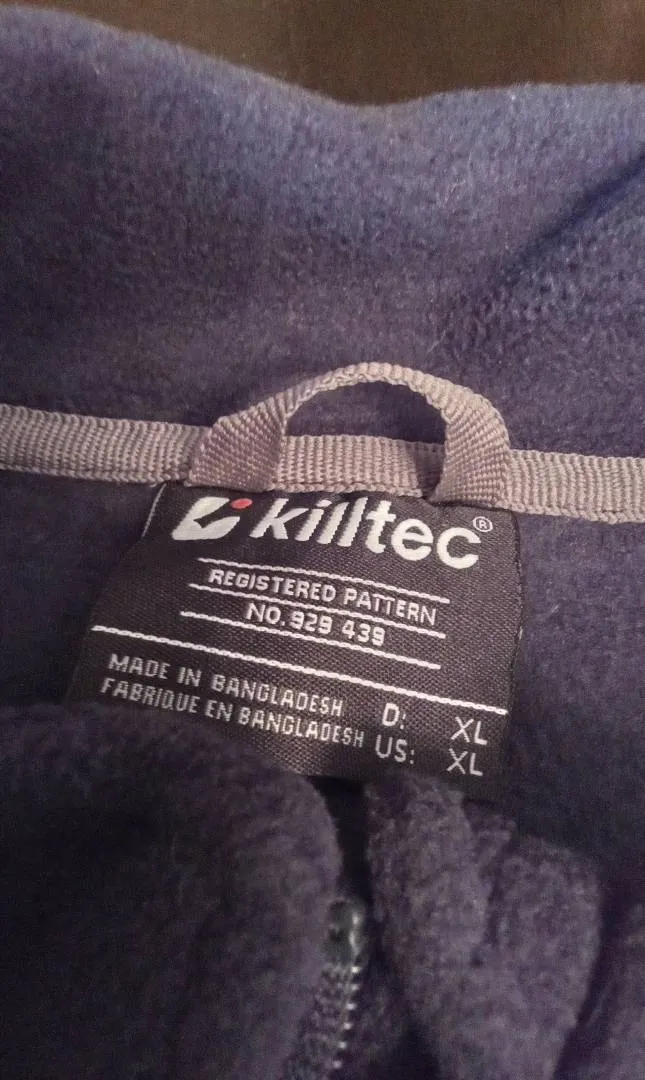 killtec®
REGISTERED PATTERN
NO. 929 439
MADE IN BANGLADESH
FABRIQUE EN BANGLADESH
D: XL
US: XL